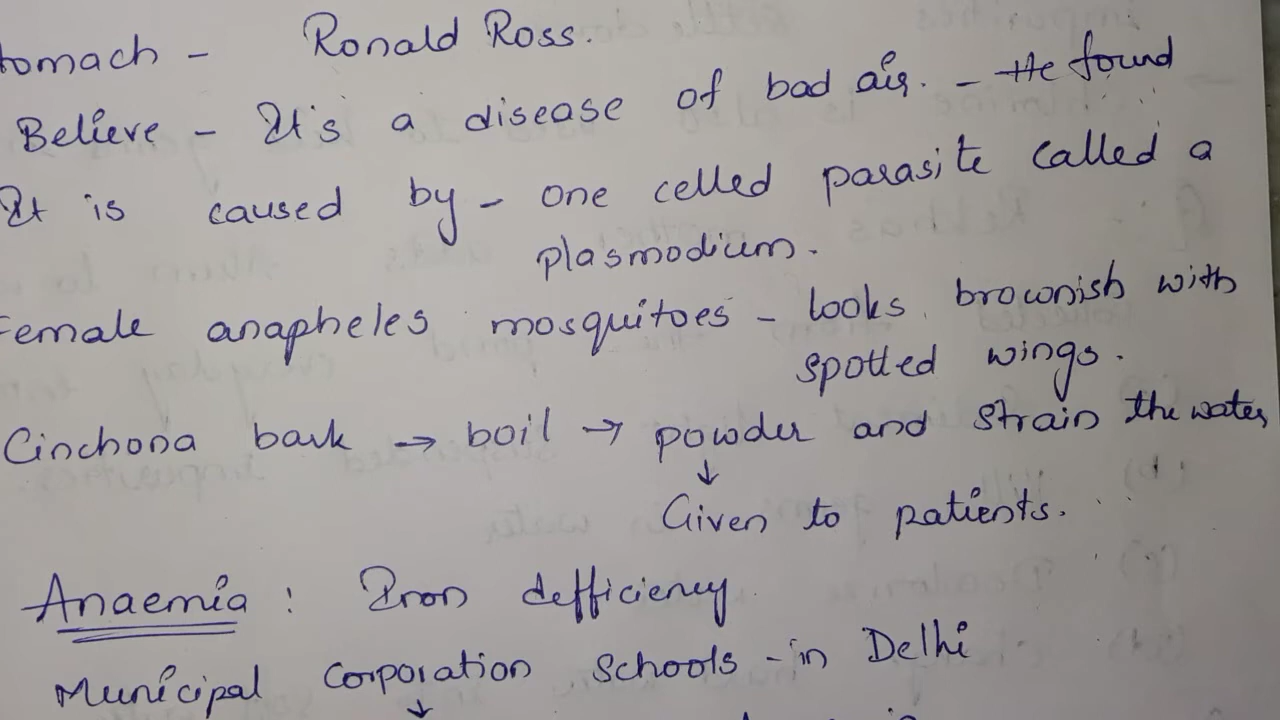 tomach - Ronald Ross.
Believe - It's a disease of bad air. - He found
It is caused by - one celled parasite called a
plasmodium.
Female anapheles mosquitoes - looks brownish with
spotted wings.
Cinchona bark → boil → powder and strain the water
↓
Given to patients.
Anaemia : Iron defficiency
Municipal corporation schools - in Delhi
↓